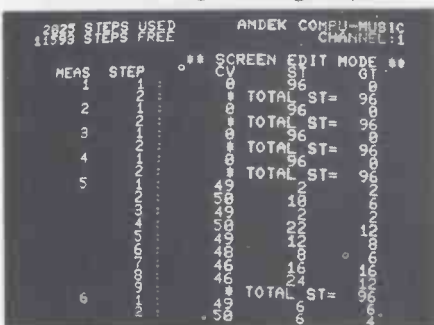 2025 STEPS USED AMDEK COMPU-MUSIC
11593 STEPS FREE CHANNEL:1
** SCREEN EDIT MODE **
MEAS STEP CV ST GT
1 1 : 0 96 0
2 : * TOTAL ST= 96
2 1 : 0 96 0
2 : * TOTAL ST= 96
3 1 : 0 96 0
2 : * TOTAL ST= 96
4 1 : 0 96 0
2 : * TOTAL ST= 96
5 1 : 49 2 2
2 : 50 10 6
3 : 49 2 2
4 : 50 22 12
5 : 49 12 8
6 : 48 8 6
7 : 46 16 16
8 : 46 24 12
9 : * TOTAL ST= 96
6 1 : 49 6 6
2 : 50 6 4